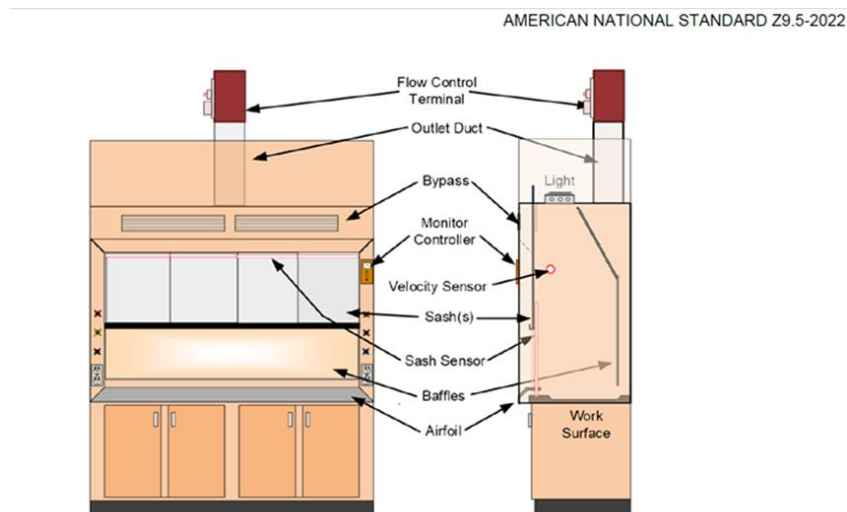 AMERICAN NATIONAL STANDARD Z9.5-2022
Flow Control
Terminal
Outlet Duct
Bypass
Light
Monitor
Controller
Velocity Sensor
Sash(s)
Sash Sensor
Baffles
Airfoil
Work
Surface